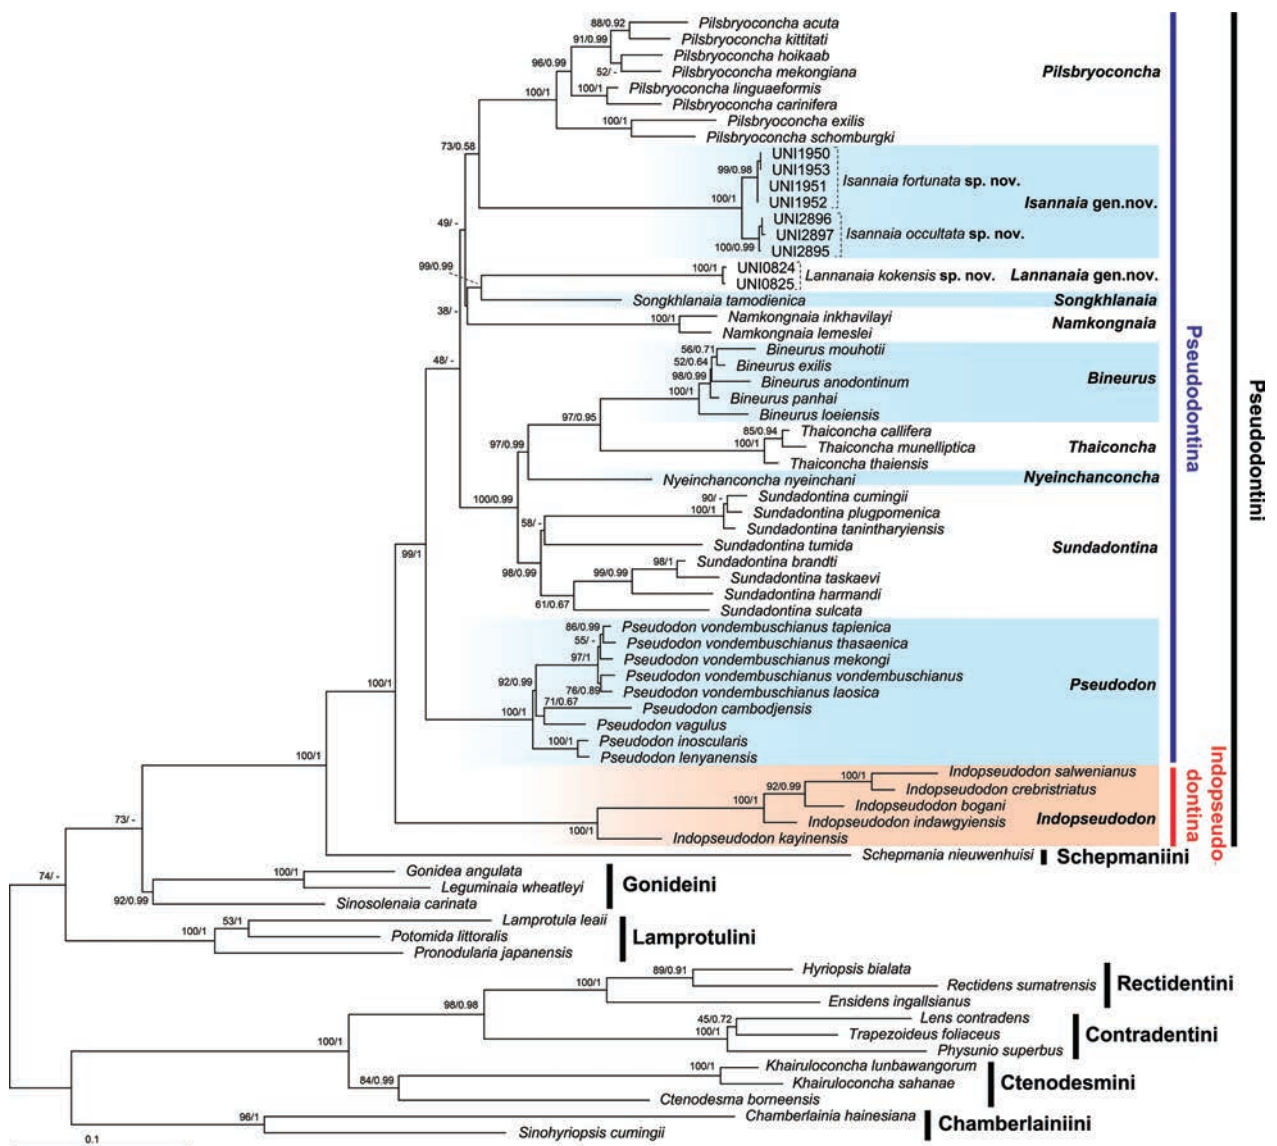 88/0.92
Pilsbryoconcha acuta
91/0.99
Pilsbryoconcha kittitati
Pilsbryoconcha hoikaab
96/0.99
52/ -
Pilsbryoconcha mekongiana
Pilsbryoconcha
100/1
Pilsbryoconcha linguaeformis
100/1
Pilsbryoconcha carinifera
100/1
Pilsbryoconcha exilis
Pilsbryoconcha schomburgki
73/0.58
UNI1950
99/0.98
UNI1953
Isannaia fortunata sp. nov.
UNI1951
100/1
UNI1952
Isannaia gen.nov.
UNI2896
49/ -
UNI2897
Isannaia occultata sp. nov.
100/0.99
UNI2895
99/0.99
100/1
UNI0824
Lannanaia kokensis sp. nov.
Lannanaia gen.nov.
UNI0825
Songkhlanaia tamodienica
Songkhlanaia
38/ -
100/1
Namkongnaia inkhavilayi
Namkongnaia
Namkongnaia lemeslei
48/ -
56/0.71
Bineurus mouhotii
52/0.64
Bineurus exilis
98/0.99
Bineurus anodontinum
Bineurus
100/1
Bineurus panhai
Bineurus loeiensis
97/0.95
85/0.94
Thaiconcha callifera
97/0.99
100/1
Thaiconcha munelliptica
Thaiconcha
Thaiconcha thaiensis
Nyeinchanconcha nyeinchani
Nyeinchanconcha
100/0.99
90/ -
Sundadontina cumingii
100/1
Sundadontina plugpomenica
58/ -
Sundadontina tanintharyiensis
99/1
Sundadontina tumida
Sundadontina
98/0.99
98/1
Sundadontina brandti
99/0.99
Sundadontina taskaevi
Sundadontina harmandi
61/0.67
Sundadontina sulcata
86/0.99
Pseudodon vondembuschianus tapienica
55/ -
Pseudodon vondembuschianus thasaenica
97/1
Pseudodon vondembuschianus mekongi
92/0.99
Pseudodon vondembuschianus vondembuschianus
76/0.89
Pseudodon vondembuschianus laosica
Pseudodon
71/0.67
Pseudodon cambodjensis
100/1
Pseudodon vagulus
100/1
Pseudodon inoscularis
Pseudodon lenyanensis
100/1
Pseudodontina
Pseudodontini
100/1
100/1
Indopseudodon salwenianus
92/0.99
Indopseudodon crebristriatus
100/1
Indopseudodon bogani
Indopseudodon indawgyiensis
Indopseudodon
100/1
Indopseudodon kayinensis
Indopseudo-
dontina
73/ -
Schepmania nieuwenhuisi
Schepmaniini
74/ -
100/1
Gonidea angulata
Leguminaia wheatleyi
Gonideini
92/0.99
Sinosolenaia carinata
53/1
Lamprotula leaii
100/1
Potomida littoralis
Lamprotulini
Pronodularia japanensis
89/0.91
Hyriopsis bialata
100/1
Rectidens sumatrensis
Rectidentini
98/0.98
Ensidens ingallsianus
45/0.72
Lens contradens
100/1
Trapezoideus foliaceus
Contradentini
100/1
Physunio superbus
100/1
Khairuloconcha lunbawangorum
84/0.99
Khairuloconcha sahanae
Ctenodesmini
Ctenodesma borneensis
96/1
Chamberlainia hainesiana
Chamberlainiini
Sinohyriopsis cumingii
0.1